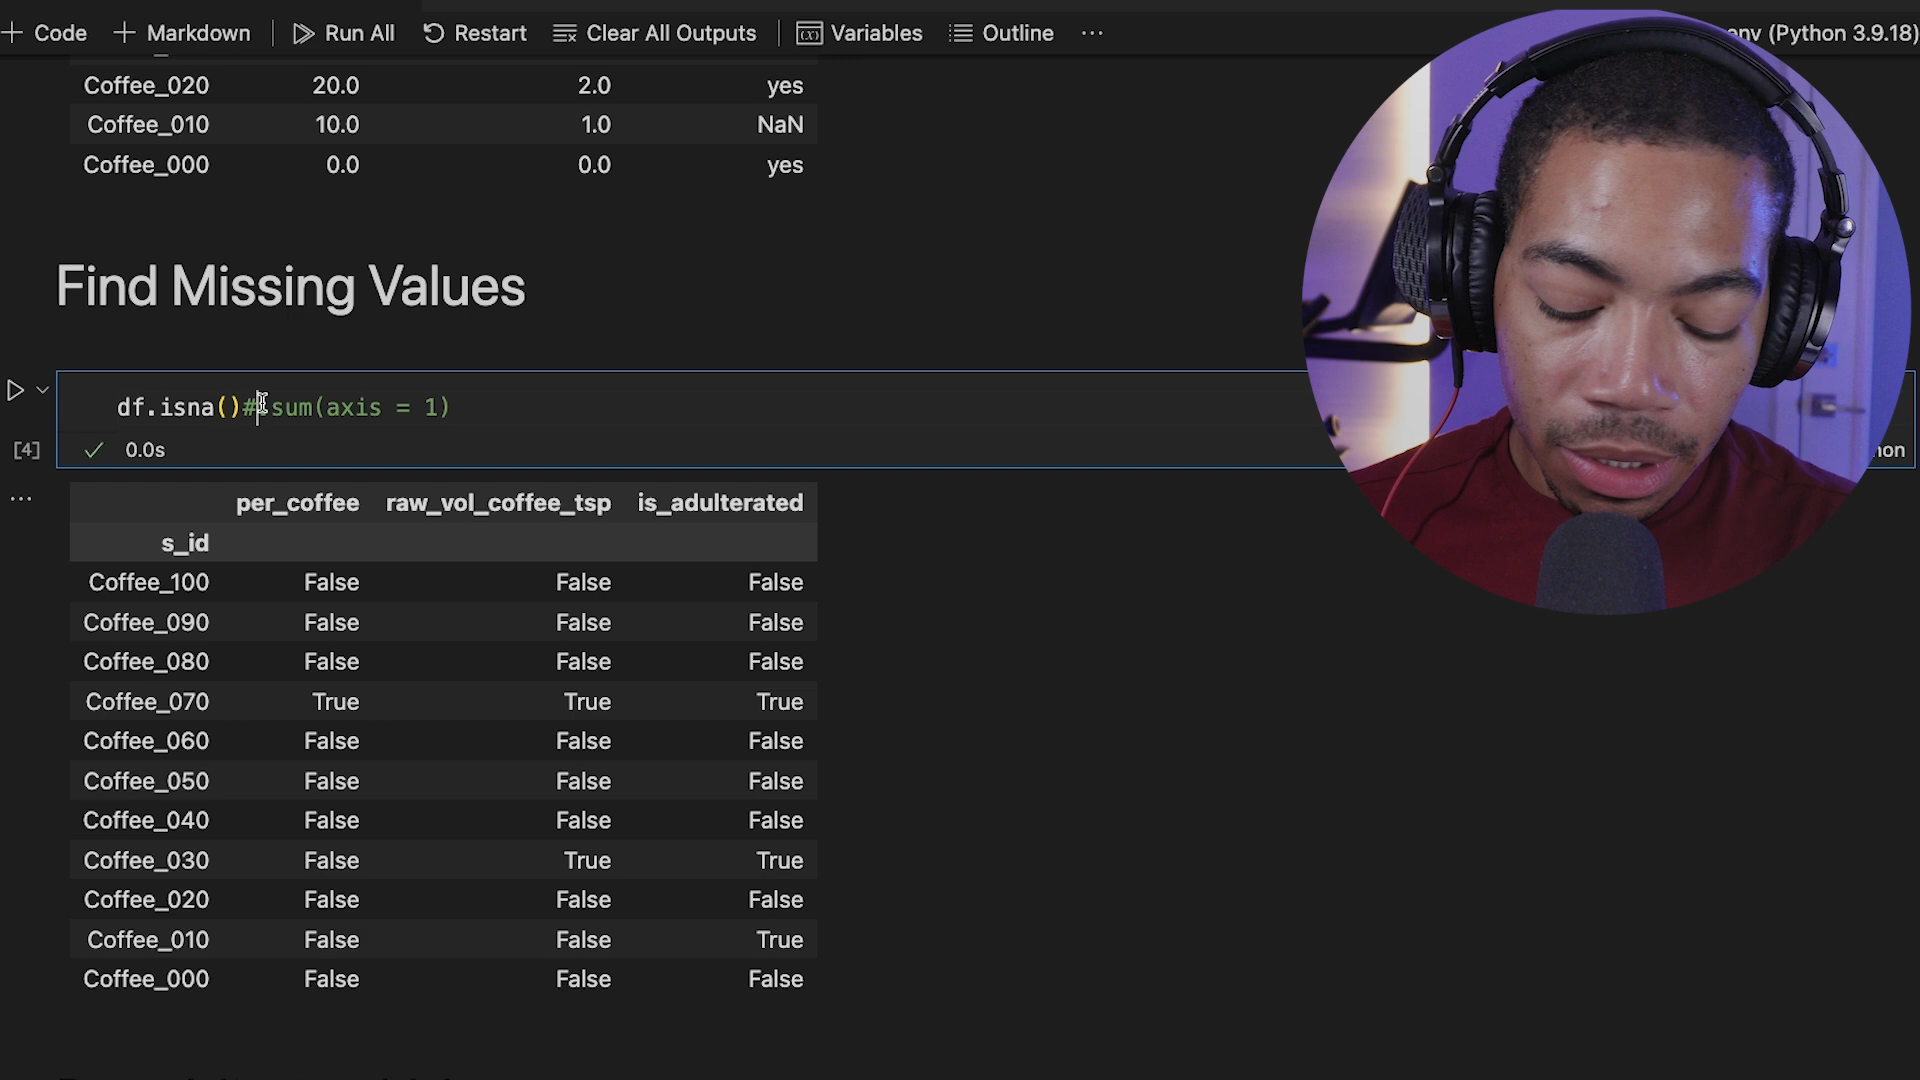 Code Markdown Run All Restart Clear All Outputs Variables Outline ... env (Python 3.9.18)
Coffee_020 20.0 2.0 yes
Coffee_010 10.0 1.0 NaN
Coffee_000 0.0 0.0 yes
Find Missing Values
df.isna()#.sum(axis = 1)
[4] 0.0s
... per_coffee raw_vol_coffee_tsp is_adulterated
s_id
Coffee_100 False False False
Coffee_090 False False False
Coffee_080 False False False
Coffee_070 True True True
Coffee_060 False False False
Coffee_050 False False False
Coffee_040 False False False
Coffee_030 False True True
Coffee_020 False False False
Coffee_010 False False True
Coffee_000 False False False